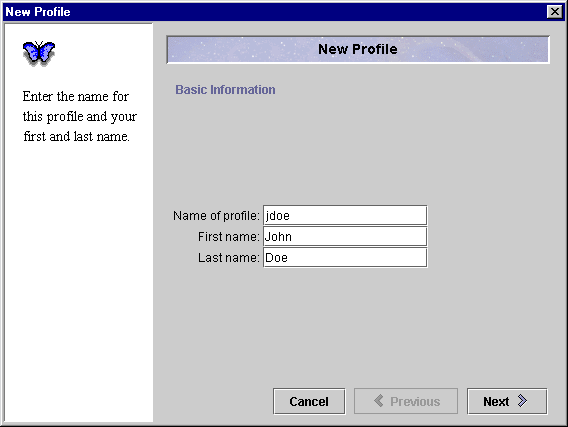 New Profile
Enter the name for
this profile and your
first and last name.
New Profile
Basic Information
Name of profile: jdoe
First name: John
Last name: Doe
Cancel Previous Next